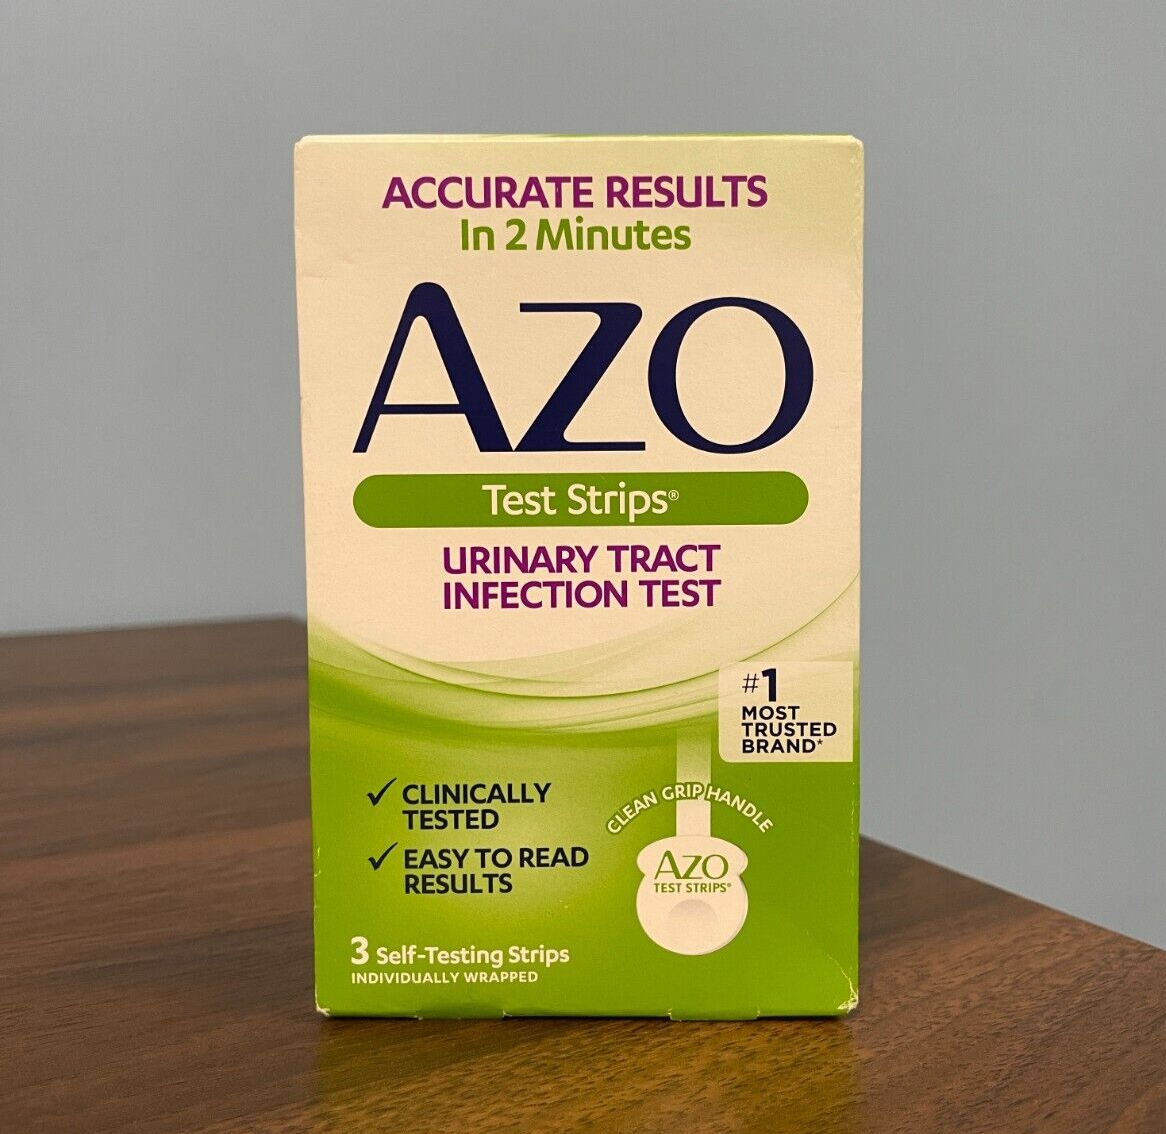 ACCURATE RESULTS
In 2 Minutes
AZO
Test Strips®
URINARY TRACT
INFECTION TEST
#1
MOST
TRUSTED
BRAND*
✓ CLINICALLY
TESTED
✓ EASY TO READ
RESULTS
CLEAN GRIP HANDLE
AZO
TEST STRIPS®
3 Self-Testing Strips
INDIVIDUALLY WRAPPED